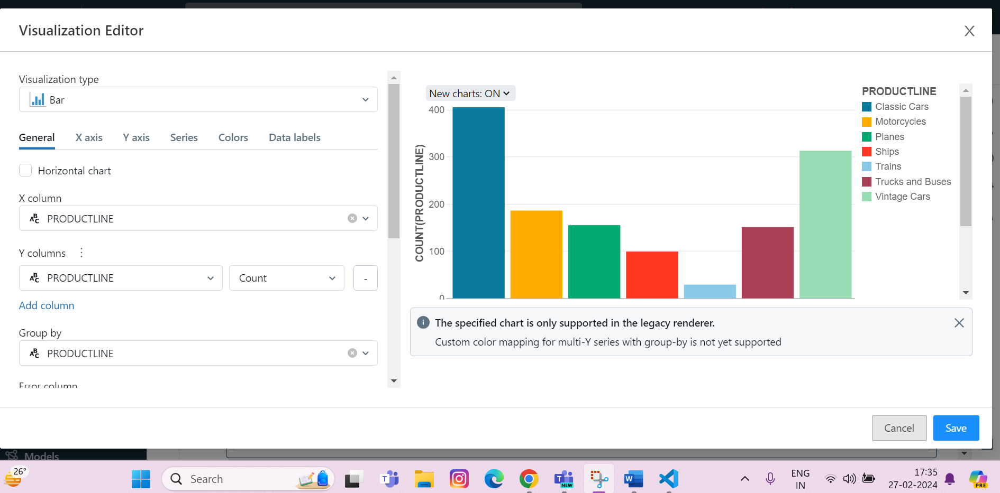 Visualization Editor
Visualization type
Bar
General X axis Y axis Series Colors Data labels
Horizontal chart
X column
PRODUCTLINE
Y columns
PRODUCTLINE Count -
Add column
Group by
PRODUCTLINE
Error column
New charts: ON
COUNT(PRODUCTLINE)
400
300
200
100
0
PRODUCTLINE
Classic Cars
Motorcycles
Planes
Ships
Trains
Trucks and Buses
Vintage Cars
The specified chart is only supported in the legacy renderer.
Custom color mapping for multi-Y series with group-by is not yet supported
Cancel Save
Models
26°
Search
T
T
NEW
W
ENG
IN
17:35
27-02-2024
PRE